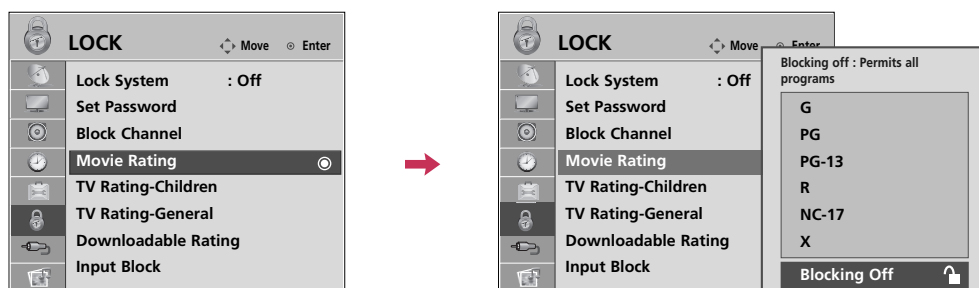 LOCK
Move Enter
Lock System : Off
Set Password
Block Channel
Movie Rating
TV Rating-Children
TV Rating-General
Downloadable Rating
Input Block
LOCK
Move Enter
Lock System : Off
Set Password
Block Channel
Movie Rating
TV Rating-Children
TV Rating-General
Downloadable Rating
Input Block
Blocking off : Permits all
programs
G
PG
PG-13
R
NC-17
X
Blocking Off